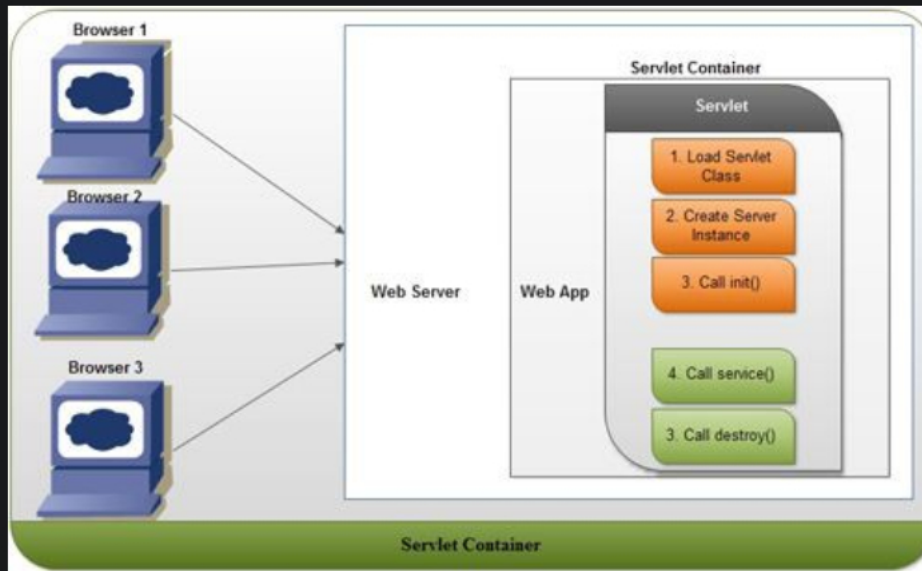 Browser 1
Browser 2
Browser 3
Web Server
Servlet Container
Web App
Servlet
1. Load Servlet
Class
2. Create Server
Instance
3. Call init()
4. Call service()
3. Call destroy()
Servlet Container